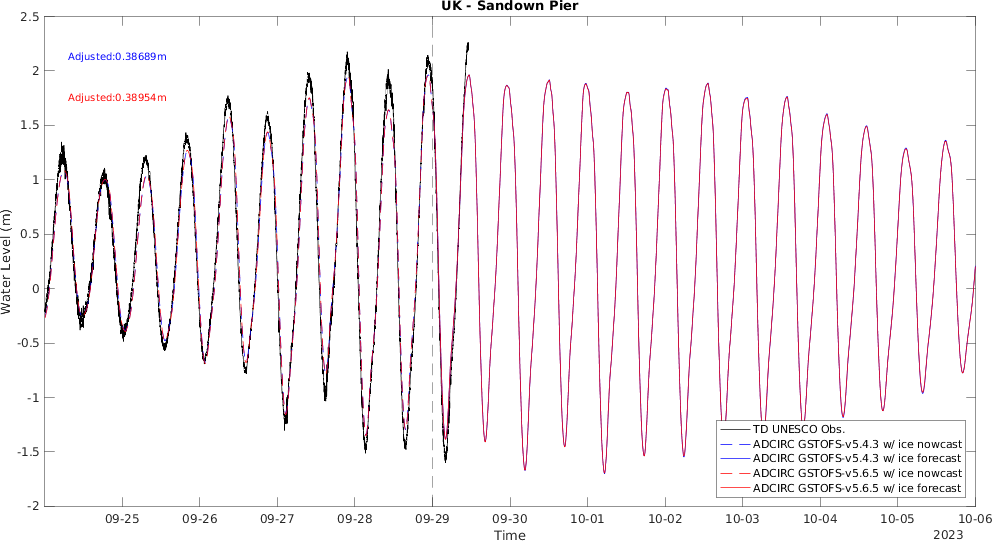 UK - Sandown Pier
Adjusted:0.38689m
Adjusted:0.38954m
Water Level (m)
2.5
2
1.5
1
0.5
0
-0.5
-1
-1.5
-2
TD UNESCO Obs.
ADCIRC GSTOFS-v5.4.3 w/ ice nowcast
ADCIRC GSTOFS-v5.4.3 w/ ice forecast
ADCIRC GSTOFS-v5.6.5 w/ ice nowcast
ADCIRC GSTOFS-v5.6.5 w/ ice forecast
09-25 09-26 09-27 09-28 09-29 09-30 10-01 10-02 10-03 10-04 10-05 10-06
Time
2023